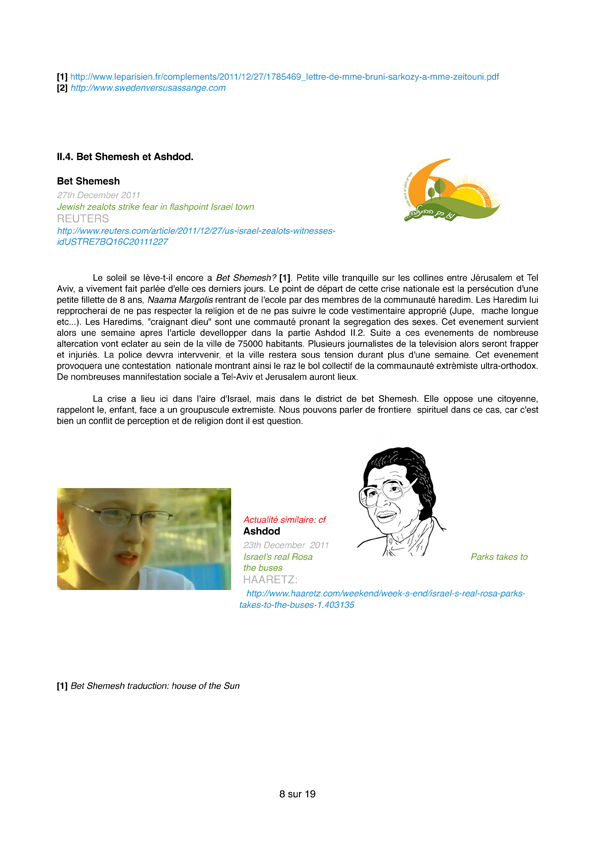 [1] http://www.leparisien.fr/complements/2011/12/27/1785469_lettre-de-mme-bruni-sarkozy-a-mme-zeitouni.pdf
[2] http://www.swedenversusassange.com
II.4. Bet Shemesh et Ashdod.
Bet Shemesh
27th December 2011
Jewish zealots strike fear in flashpoint Israel town
REUTERS
http://www.reuters.com/article/2011/12/27/us-israel-zealots-witnesses-
idUSTRE7BQ16C20111227
Le soleil se lève-t-il encore a Bet Shemesh? [1]. Petite ville tranquille sur les collines entre Jérusalem et Tel
Aviv, a vivement fait parlée d'elle ces derniers jours. Le point de départ de cette crise nationale est la persécution d'une
petite fillette de 8 ans, Naama Margolis rentrant de l'ecole par des membres de la communauté haredim. Les Haredim lui
reprocherai de ne pas respecter la religion et de ne pas suivre le code vestimentaire approprié (Jupe, mache longue
etc...). Les Haredims, "craignant dieu" sont une commauté pronant la segregation des sexes. Cet evenement survient
alors une semaine apres l'article devellopper dans la partie Ashdod II.2. Suite a ces evenements de nombreuse
altercation vont eclater au sein de la ville de 75000 habitants. Plusieurs journalistes de la television alors seront frapper
et injuriés. La police devvra intervvenir, et la ville restera sous tension durant plus d'une semaine. Cet evenement
provoquera une contestation nationale montrant ainsi le raz le bol collectif de la commaunauté extrèmiste ultra-orthodox.
De nombreuses mannifestation sociale a Tel-Aviv et Jerusalem auront lieux.
La crise a lieu ici dans l'aire d'Israel, mais dans le district de bet Shemesh. Elle oppose une citoyenne,
rappelont le, enfant, face a un groupuscule extremiste. Nous pouvons parler de frontiere spirituel dans ce cas, car c'est
bien un conflit de perception et de religion dont il est question.
Actualité similaire: cf
Ashdod
23th December 2011
Israel's real Rosa Parks takes to
the buses
HAARETZ:
http://www.haaretz.com/weekend/week-s-end/israel-s-real-rosa-parks-
takes-to-the-buses-1.403135
[1] Bet Shemesh traduction: house of the Sun
8 sur 19